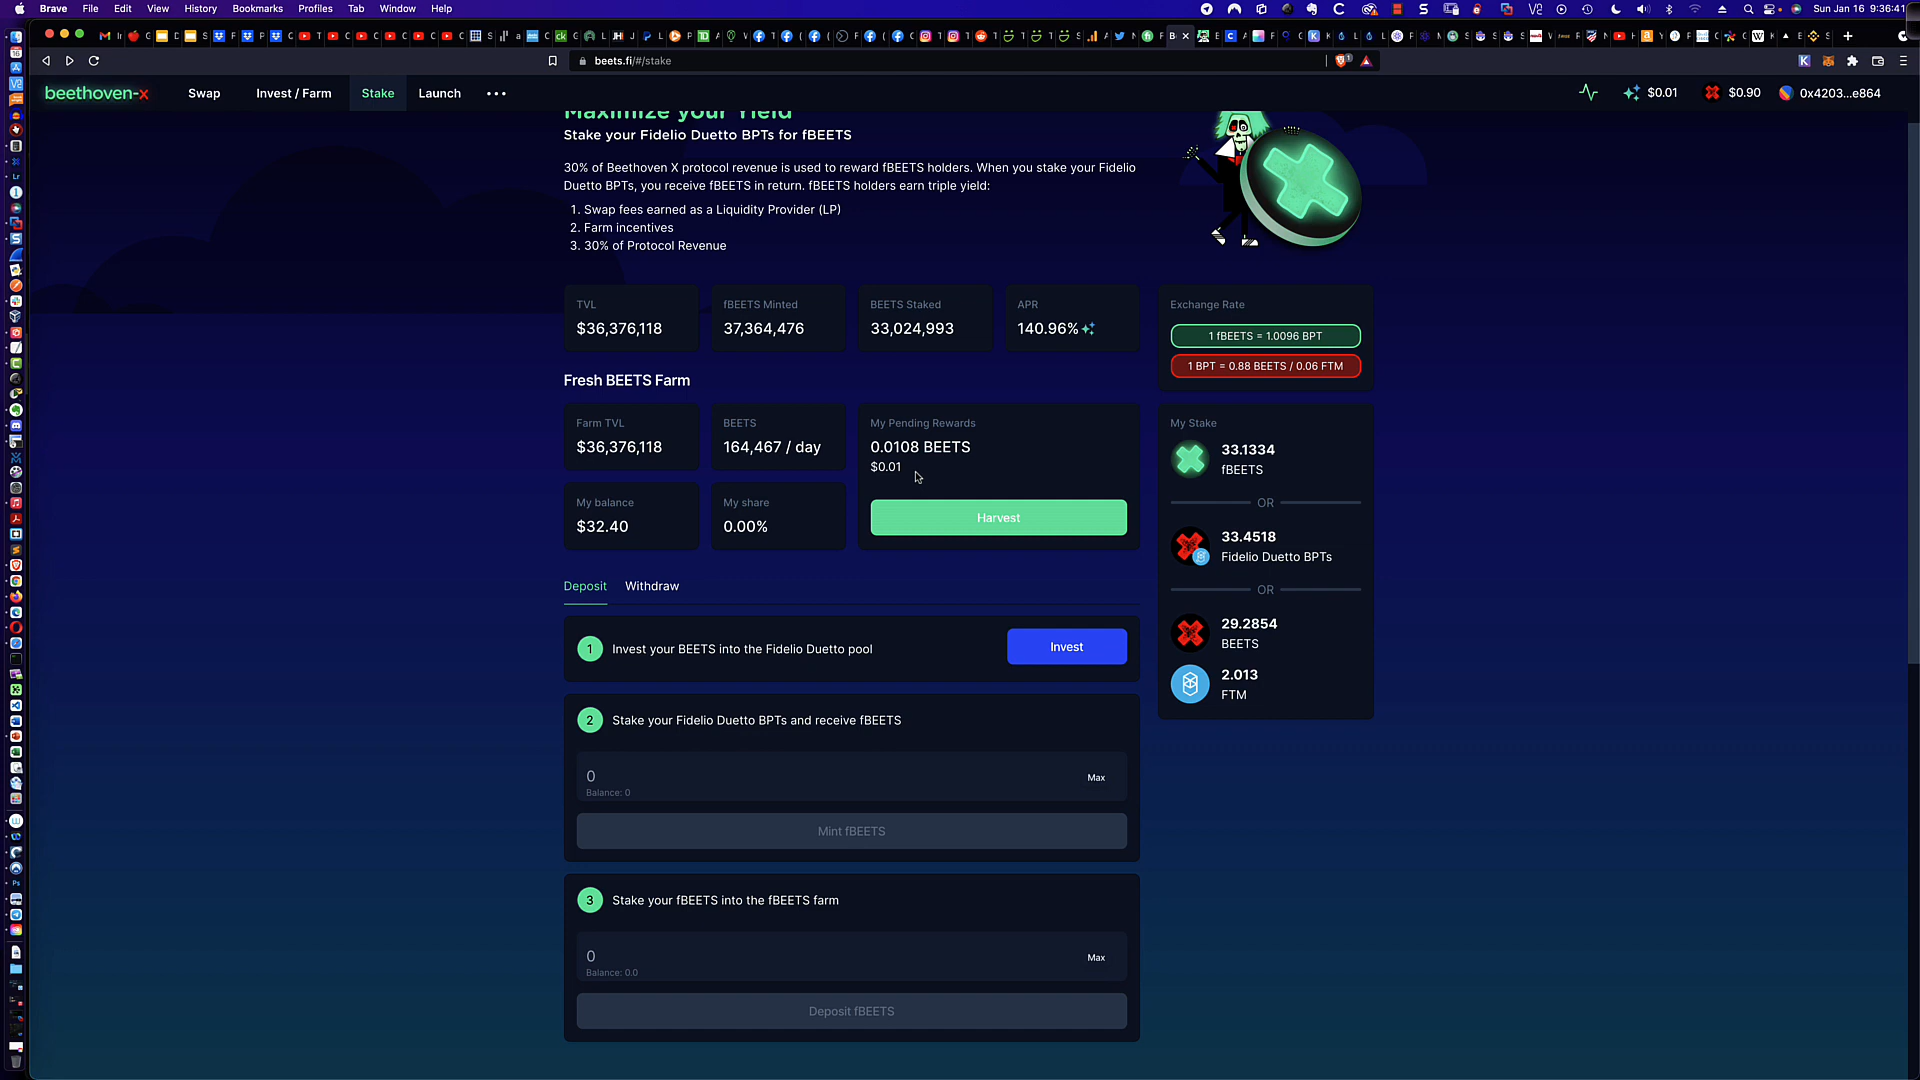 Brave File Edit View History Bookmarks Profiles Tab Window Help
Sun Jan 16 9:36:41
beets.fi/#/stake
beethoven-x Swap Invest / Farm Stake Launch
$0.01 $0.90 0x4203...e864
Maximize your Yield
Stake your Fidelio Duetto BPTs for fBEETS
30% of Beethoven X protocol revenue is used to reward fBEETS holders. When you stake your Fidelio
Duetto BPTs, you receive fBEETS in return. fBEETS holders earn triple yield:
1. Swap fees earned as a Liquidity Provider (LP)
2. Farm incentives
3. 30% of Protocol Revenue
TVL
$36,376,118
fBEETS Minted
37,364,476
BEETS Staked
33,024,993
APR
140.96%
Exchange Rate
1 fBEETS = 1.0096 BPT
1 BPT = 0.88 BEETS / 0.06 FTM
Fresh BEETS Farm
Farm TVL
$36,376,118
BEETS
164,467 / day
My Pending Rewards
0.0108 BEETS
$0.01
Harvest
My balance
$32.40
My share
0.00%
My Stake
33.1334
fBEETS
OR
33.4518
Fidelio Duetto BPTs
OR
29.2854
BEETS
2.013
FTM
Deposit Withdraw
1 Invest your BEETS into the Fidelio Duetto pool
Invest
2 Stake your Fidelio Duetto BPTs and receive fBEETS
0
Balance: 0
Max
Mint fBEETS
3 Stake your fBEETS into the fBEETS farm
0
Balance: 0.0
Max
Deposit fBEETS